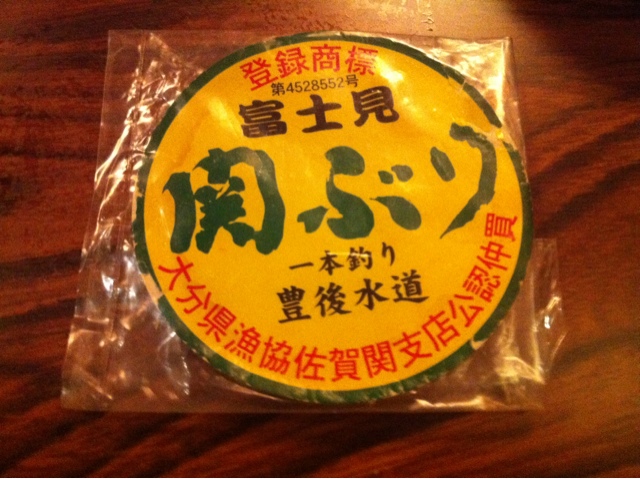 登録商標
第4528552号
富士見
関ぶり
一本釣り
豊後水道
大分県漁協佐賀関支店公認仲買